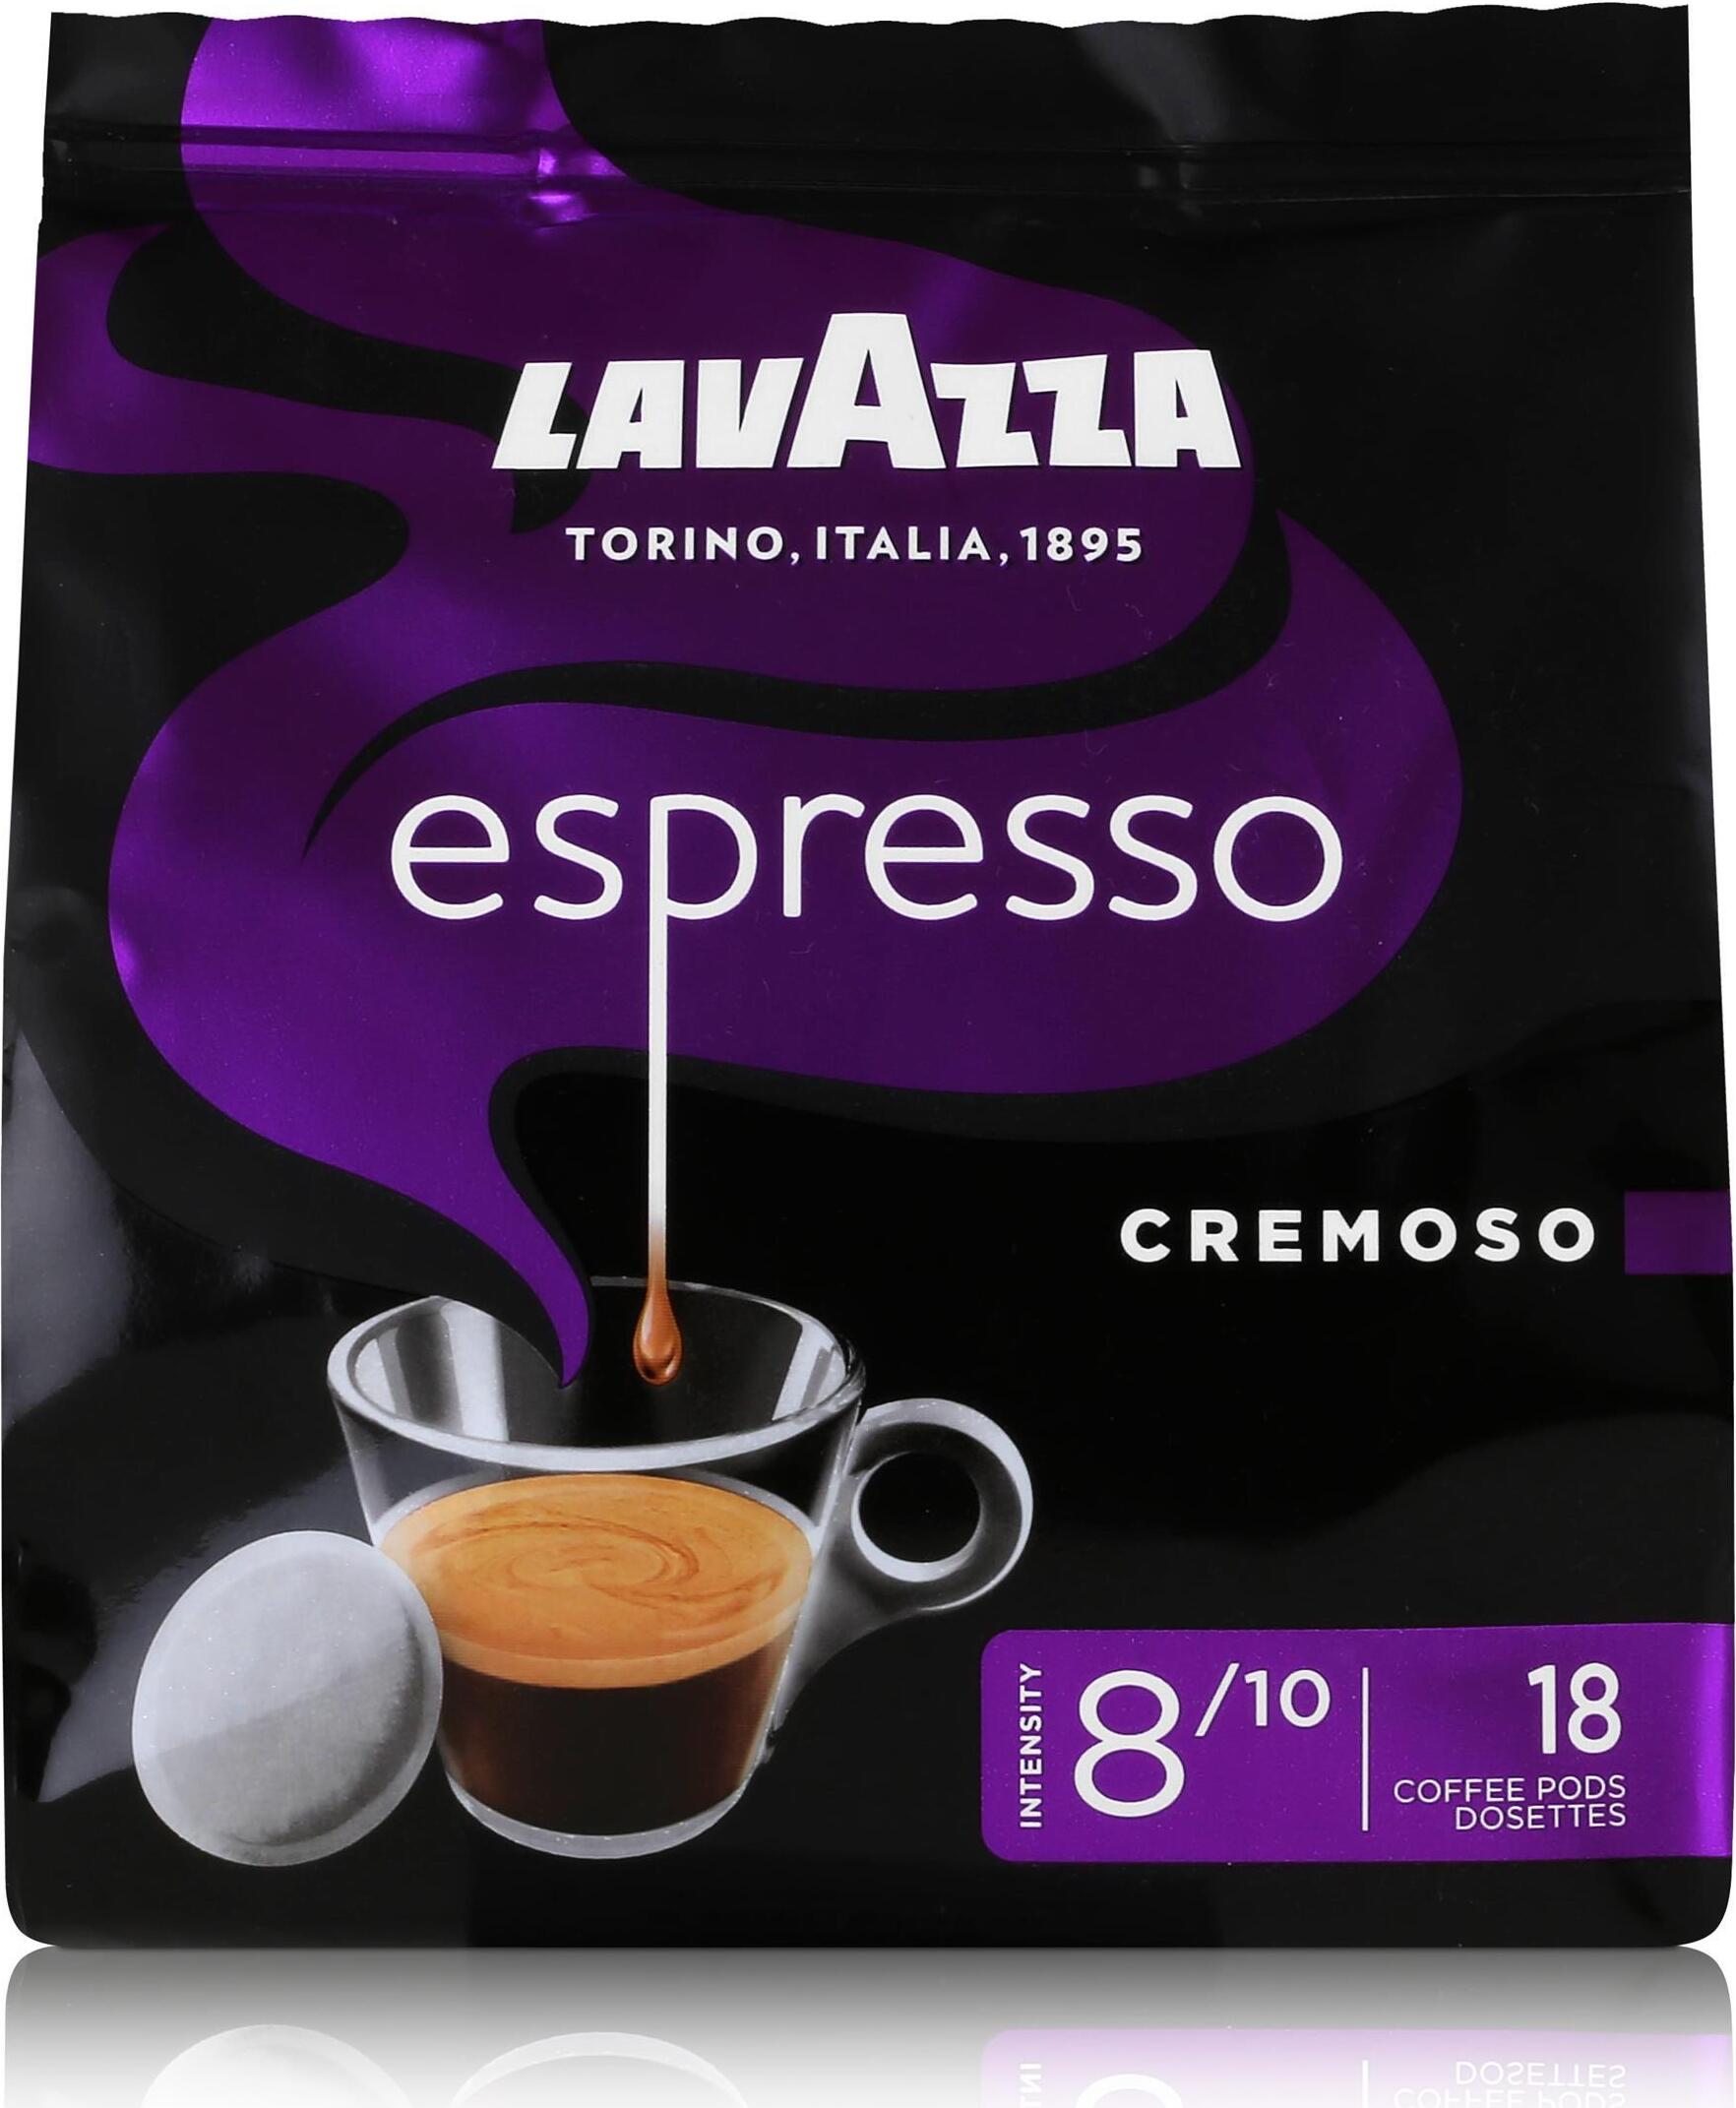 LAVAZZA
TORINO, ITALIA, 1895
espresso
CREMOSO
INTENSITY
8/10
18
COFFEE PODS
DOSETTES